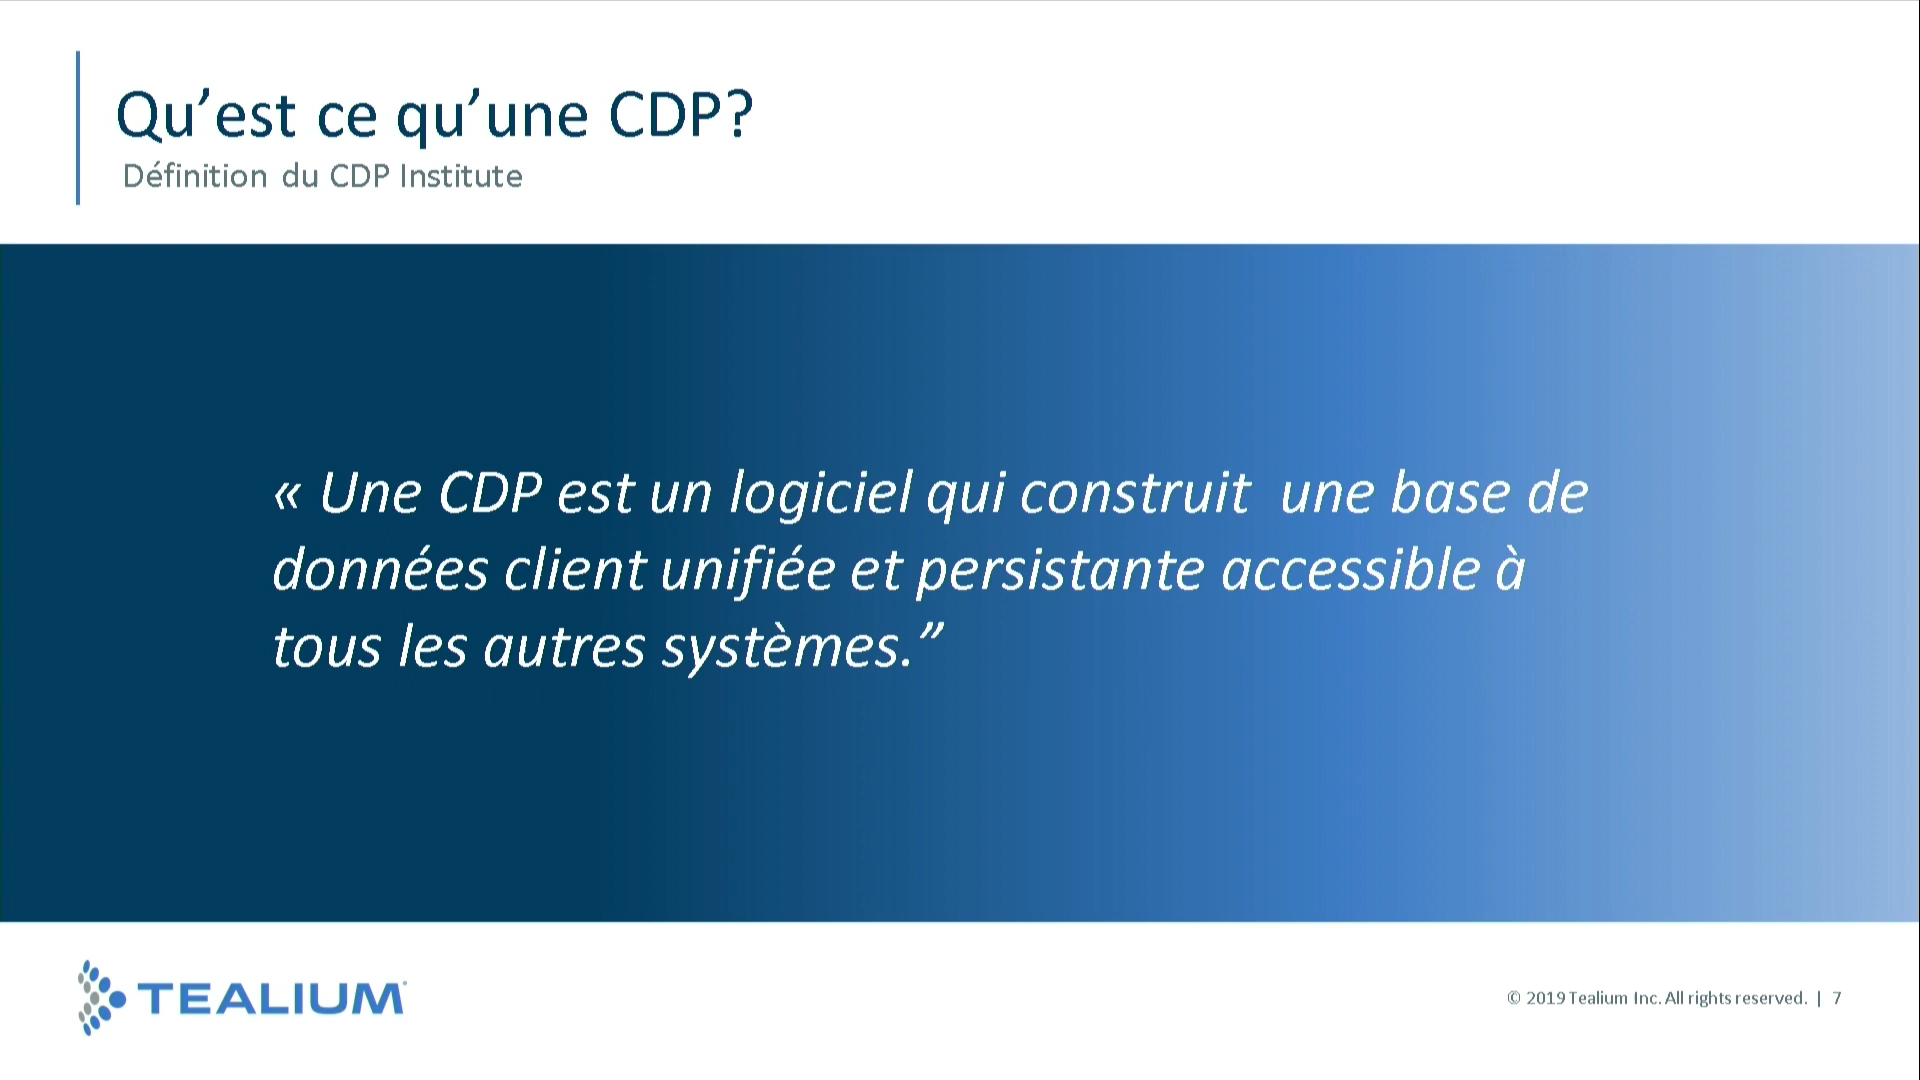 Qu’est ce qu’une CDP?
Définition du CDP Institute
« Une CDP est un logiciel qui construit une base de
données client unifiée et persistante accessible à
tous les autres systèmes.”
TEALIUM
© 2019 Tealium Inc. All rights reserved. | 7